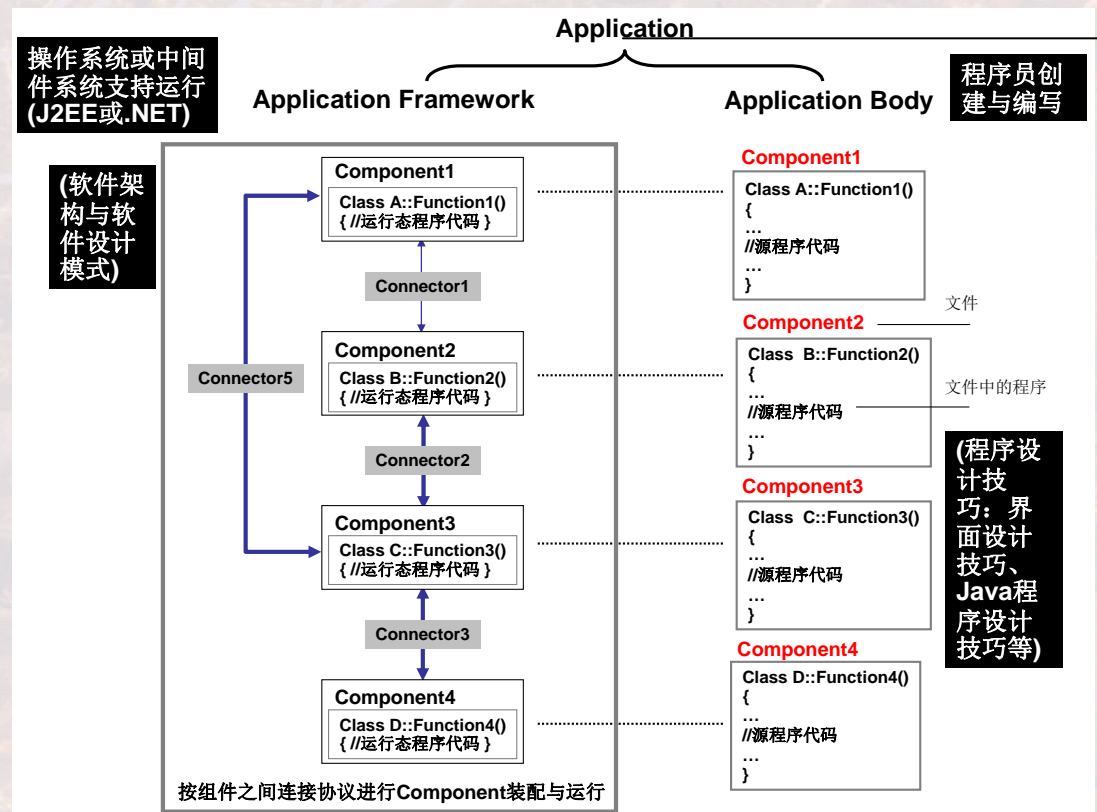 Application
操作系统或中间
件系统支持运行
(J2EE或.NET)
Application Framework
Application Body
程序员创
建与编写
(软件架
构与软
件设计
模式)
Component1
Class A::Function1()
{ //运行态程序代码 }
Connector1
Component2
Class B::Function2()
{ //运行态程序代码 }
Connector5
Connector2
Component3
Class C::Function3()
{ //运行态程序代码 }
Connector3
Component4
Class D::Function4()
{ //运行态程序代码 }
按组件之间连接协议进行Component装配与运行
Component1
Class A::Function1()
{
…
//源程序代码
…
}
文件
Component2
Class B::Function2()
{
…
//源程序代码
…
}
文件中的程序
Component3
Class C::Function3()
{
…
//源程序代码
…
}
Component4
Class D::Function4()
{
…
//源程序代码
…
}
(程序设
计技
巧：界
面设计
技巧、
Java程
序设计
技巧等)